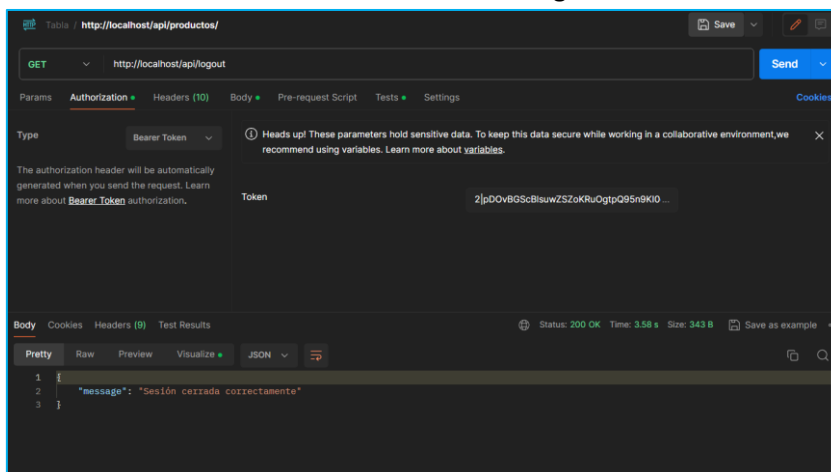 Tabla / http://localhost/api/productos/
Save
GET http://localhost/api/logout
Send
Params Authorization Headers (10) Body Pre-request Script Tests Settings
Cookies
Type Bearer Token
The authorization header will be automatically
generated when you send the request. Learn
more about Bearer Token authorization.
Heads up! These parameters hold sensitive data. To keep this data secure while working in a collaborative environment,we
recommend using variables. Learn more about variables.
Token
Body Cookies Headers (9) Test Results
Status: 200 OK Time: 3.58 s Size: 343 B Save as example
Pretty Raw Preview Visualize JSON
1 {
2 "message": "Sesión cerrada correctamente"
3 }